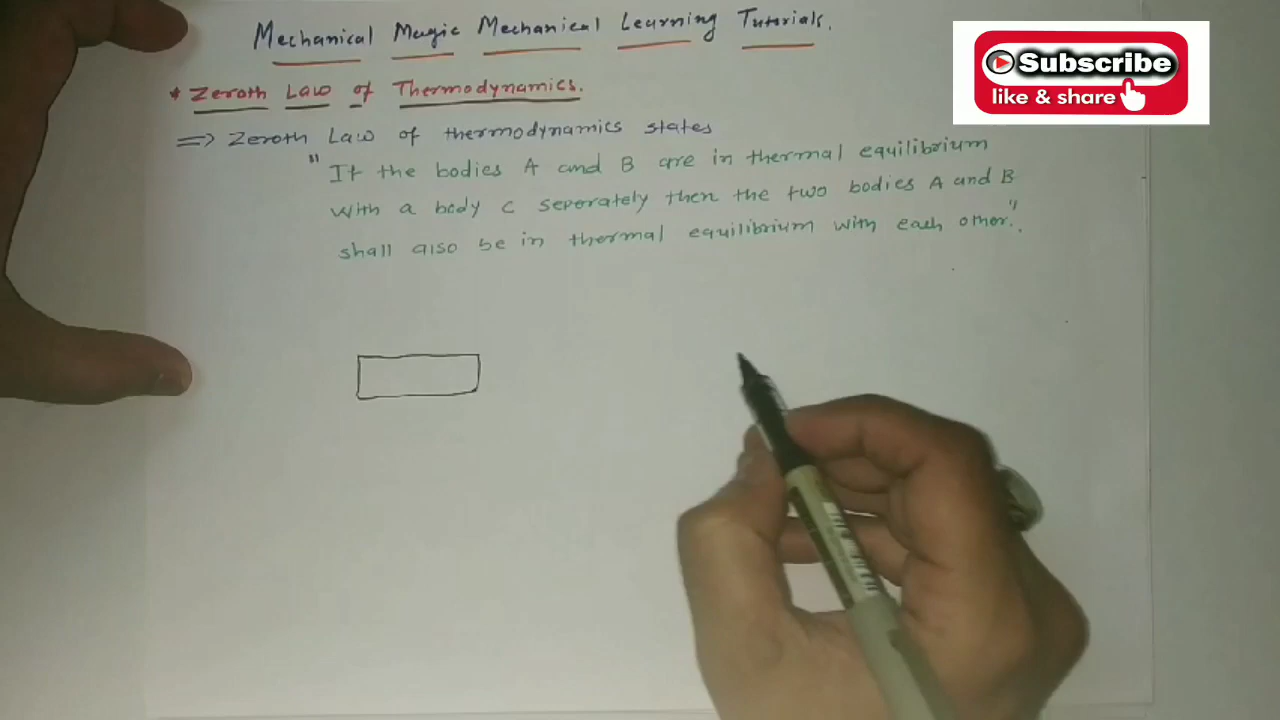 Mechanical Magic Mechanical Learning Tutorials.
* Zeroth Law of Thermodynamics.
=> Zeroth Law of thermodynamics states
"If the bodies A and B are in thermal equilibrium
with a body C seperately then the two bodies A and B
shall also be in thermal equilibrium with each other.".
Subscribe
like & share